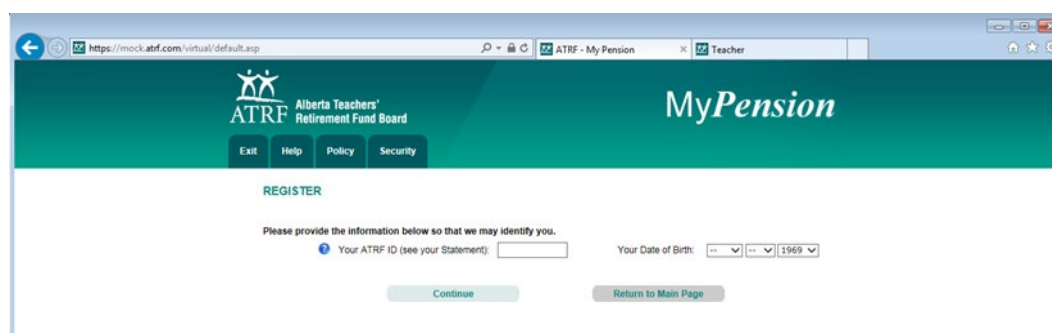 https://mock.atrf.com/virtual/default.asp
ATRF - My Pension
Teacher
ATRF Alberta Teachers' Retirement Fund Board
MyPension
Exit Help Policy Security
REGISTER
Please provide the information below so that we may identify you.
? Your ATRF ID (see your Statement): Your Date of Birth: -- -- 1969
Continue Return to Main Page